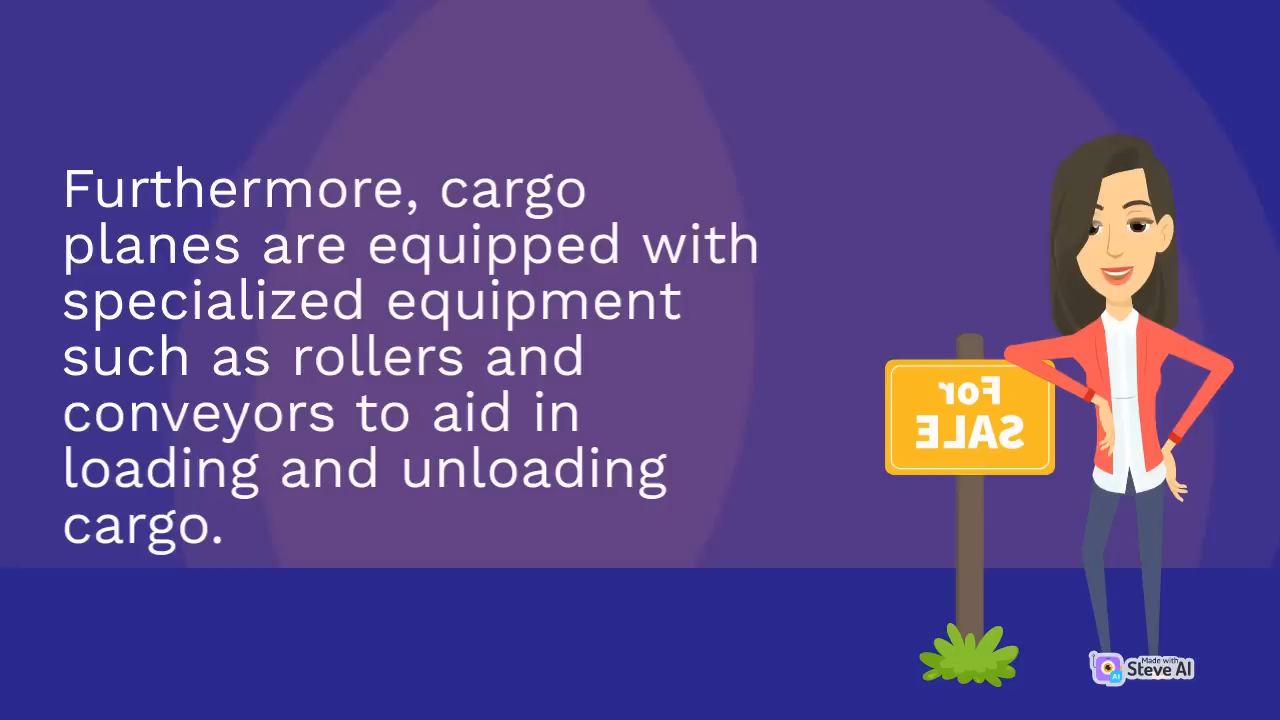 Furthermore, cargo
planes are equipped with
specialized equipment
such as rollers and
conveyors to aid in
loading and unloading
cargo.
For
SALE
Made with
Steve AI
AI